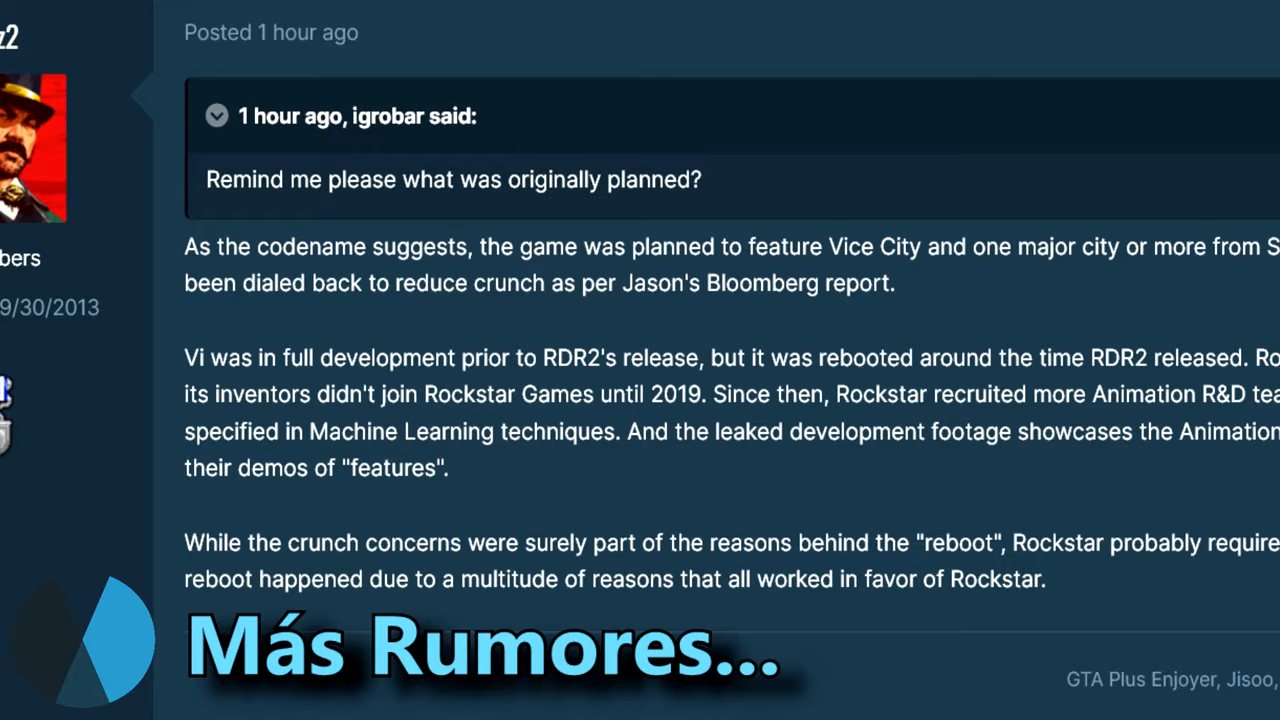 z2
Posted 1 hour ago
1 hour ago, igrobar said:
Remind me please what was originally planned?
As the codename suggests, the game was planned to feature Vice City and one major city or more from S
been dialed back to reduce crunch as per Jason's Bloomberg report.
bers
9/30/2013
Vi was in full development prior to RDR2's release, but it was rebooted around the time RDR2 released. Ro
its inventors didn't join Rockstar Games until 2019. Since then, Rockstar recruited more Animation R&D tea
specified in Machine Learning techniques. And the leaked development footage showcases the Animation
their demos of "features".
While the crunch concerns were surely part of the reasons behind the "reboot", Rockstar probably require
reboot happened due to a multitude of reasons that all worked in favor of Rockstar.
Más Rumores...
GTA Plus Enjoyer, Jisoo,